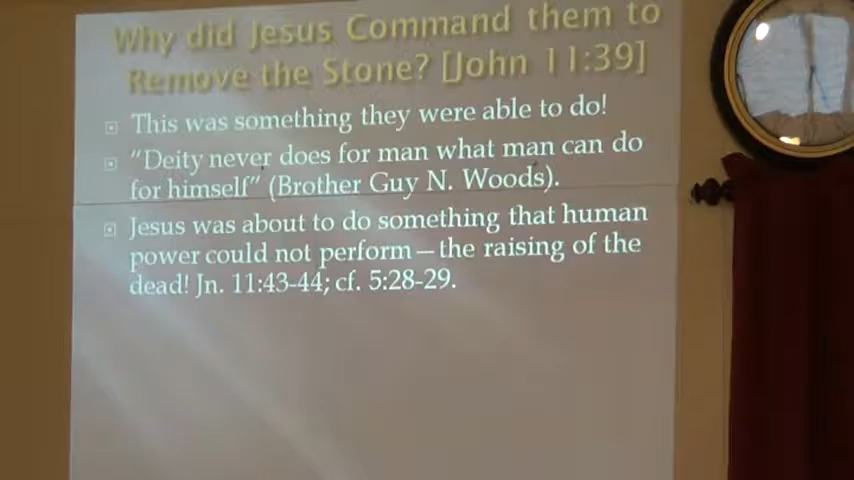 Why did Jesus Command them to
Remove the Stone? [John 11:39]
This was something they were able to do!
“Deity never does for man what man can do
for himself” (Brother Guy N. Woods).
Jesus was about to do something that human
power could not perform—the raising of the
dead! Jn. 11:43-44; cf. 5:28-29.